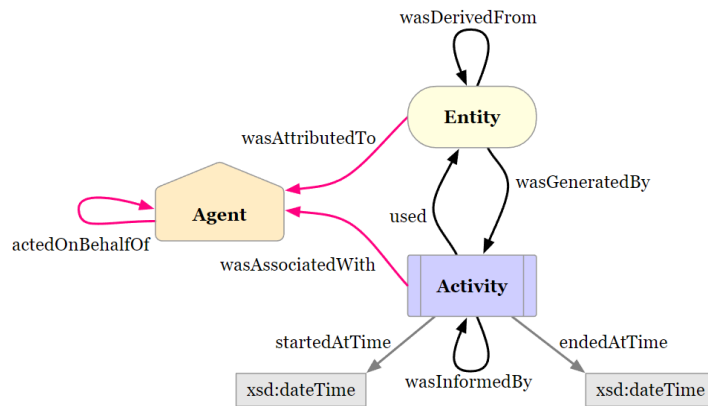 wasDerivedFrom
Entity
wasAttributedTo
wasGeneratedBy
Agent
used
actedOnBehalfOf
wasAssociatedWith
Activity
startedAtTime
endedAtTime
wasInformedBy
xsd:dateTime
xsd:dateTime